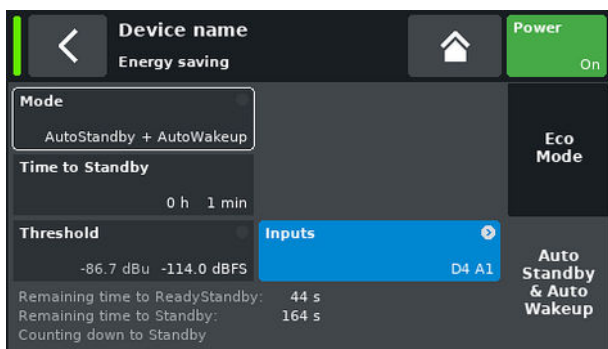 Device name
Energy saving
Power
On
Mode
AutoStandby + AutoWakeup
Eco
Mode
Time to Standby
0 h 1 min
Threshold
-86.7 dBu -114.0 dBFS
Inputs
D4 A1
Auto
Standby
& Auto
Wakeup
Remaining time to ReadyStandby: 44 s
Remaining time to Standby: 164 s
Counting down to Standby